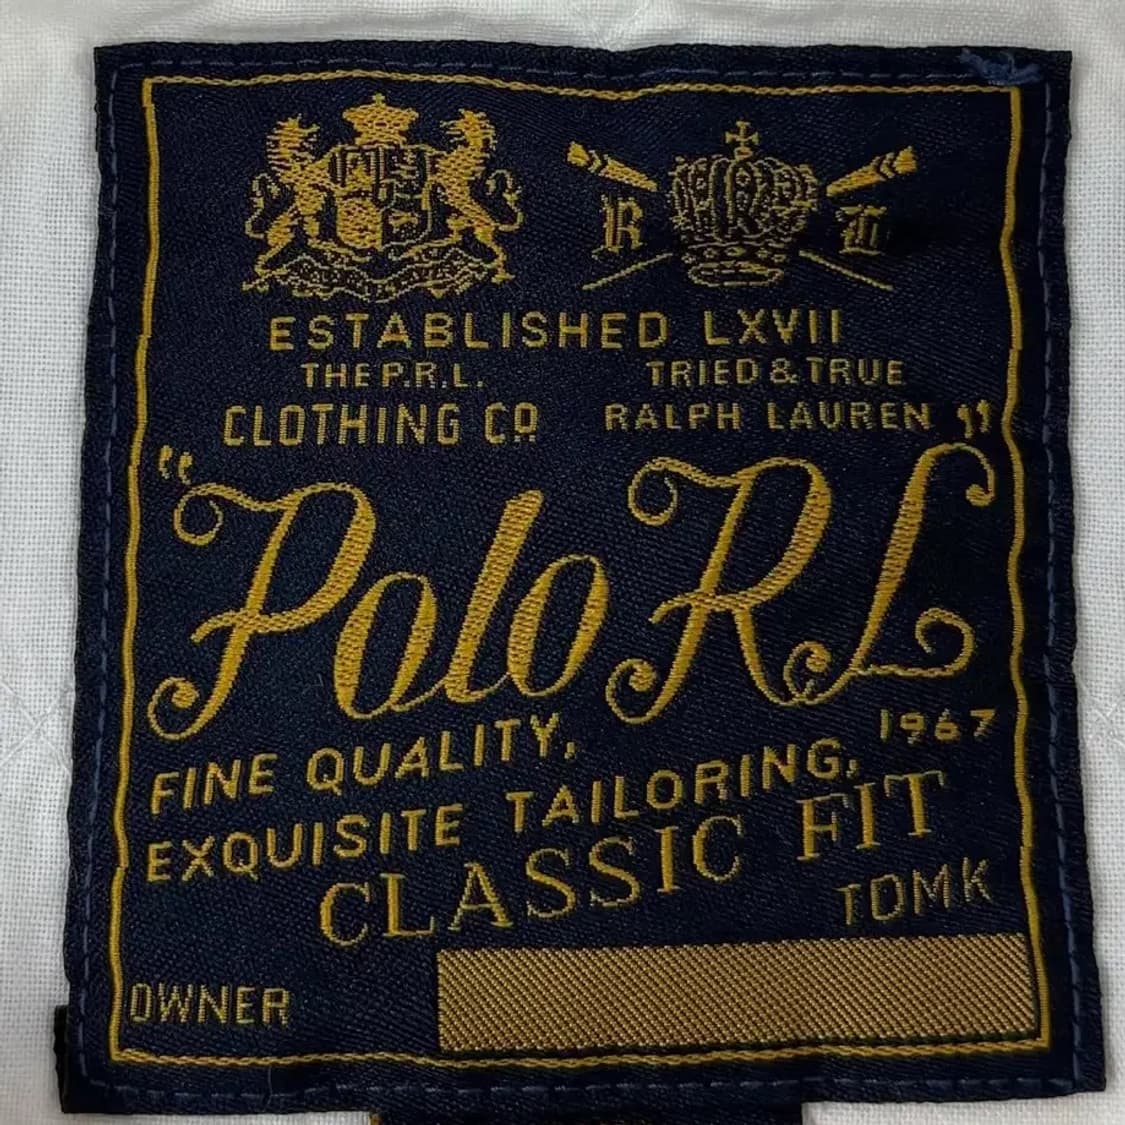 R L
ESTABLISHED LXVII
THE P.R.L. TRIED & TRUE
CLOTHING CO RALPH LAUREN
"Polo RL"
FINE QUALITY, 1967
EXQUISITE TAILORING,
CLASSIC FIT
TDMK
OWNER